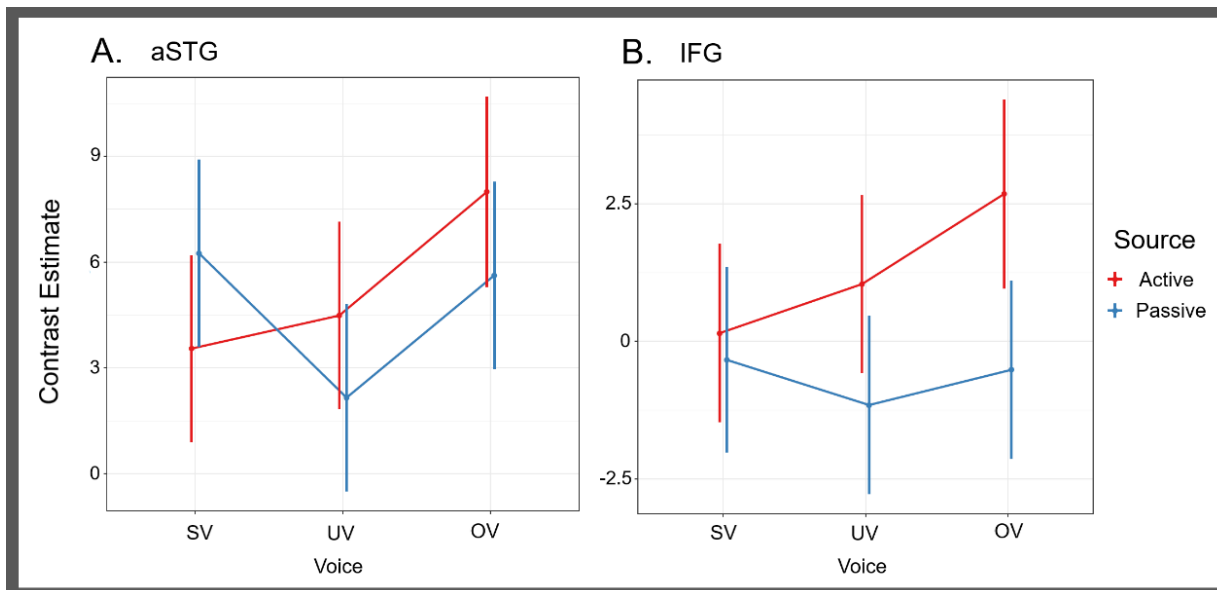 A. aSTG
B. IFG
Contrast Estimate
9
6
3
0
SV UV OV
Voice
2.5
0
-2.5
SV UV OV
Voice
Source
Active
Passive